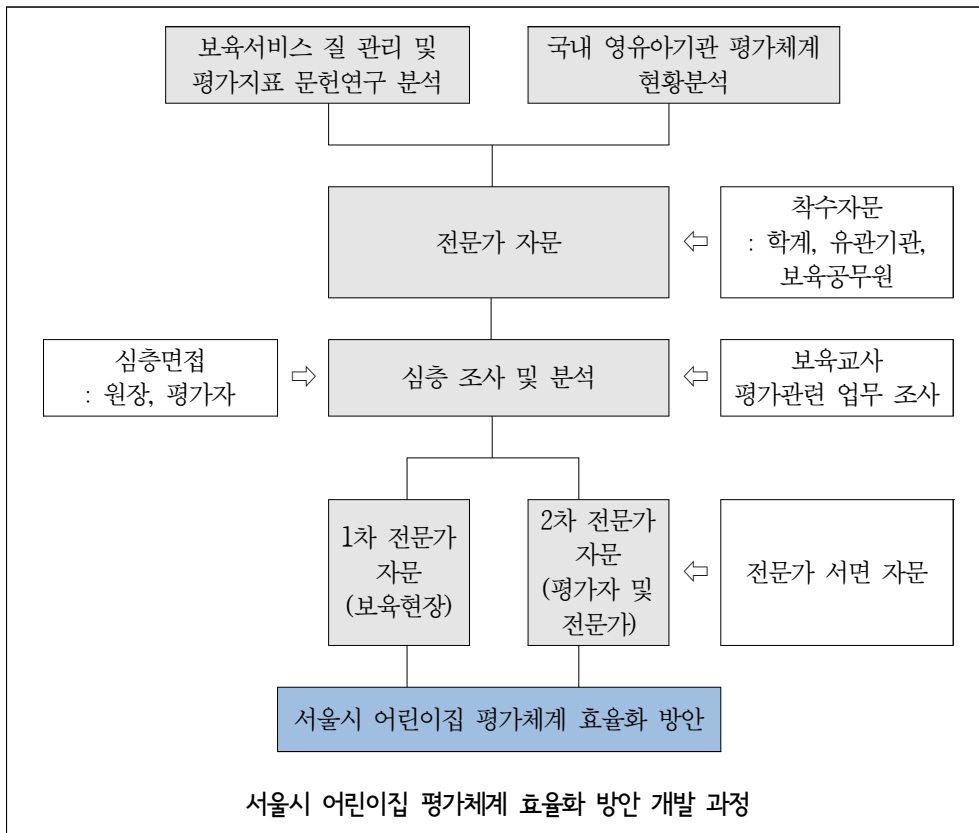 보육서비스 질 관리 및
평가지표 문헌연구 분석
국내 영유아기관 평가체계
현황분석
전문가 자문
⇦
착수자문
: 학계, 유관기관,
보육공무원
심층면접
: 원장, 평가자
⇨
심층 조사 및 분석
⇦
보육교사
평가관련 업무 조사
1차 전문가
자문
(보육현장)
2차 전문가
자문
(평가자 및
전문가)
⇦
전문가 서면 자문
서울시 어린이집 평가체계 효율화 방안
서울시 어린이집 평가체계 효율화 방안 개발 과정